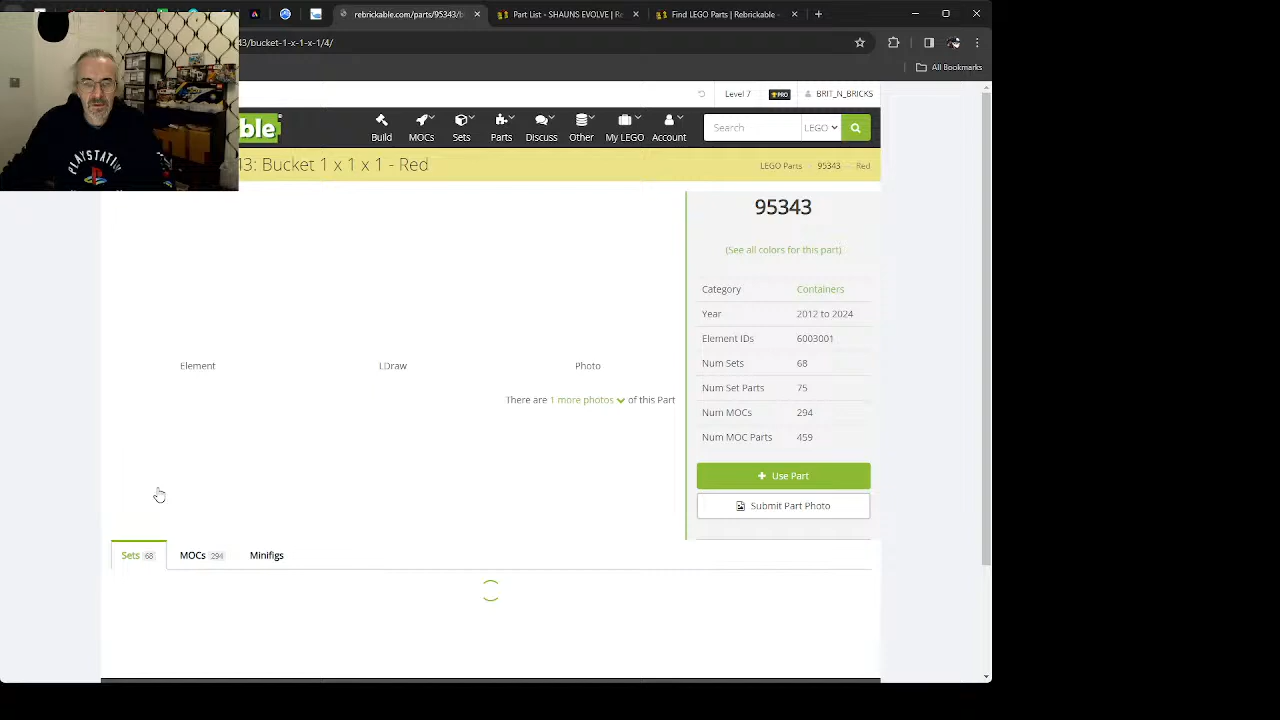 rebrickable.com/parts/95343/b
Part List - SHAUNS EVOLVE | R
Find LEGO Parts | Rebrickable -
43/bucket-1-x-1-x-1/4/
All Bookmarks
Level 7
PRO
BRIT_N_BRICKS
ble
Build
MOCs
Sets
Parts
Discuss
Other
My LEGO
Account
Search
LEGO
43: Bucket 1 x 1 x 1 - Red
LEGO Parts
95343
Red
PLAYSTATION
95343
(See all colors for this part)
Category Containers
Year 2012 to 2024
Element IDs 6003001
Num Sets 68
Num Set Parts 75
Num MOCs 294
Num MOC Parts 459
Element
LDraw
Photo
There are 1 more photos of this Part
Use Part
Submit Part Photo
Sets 68
MOCs 294
Minifigs